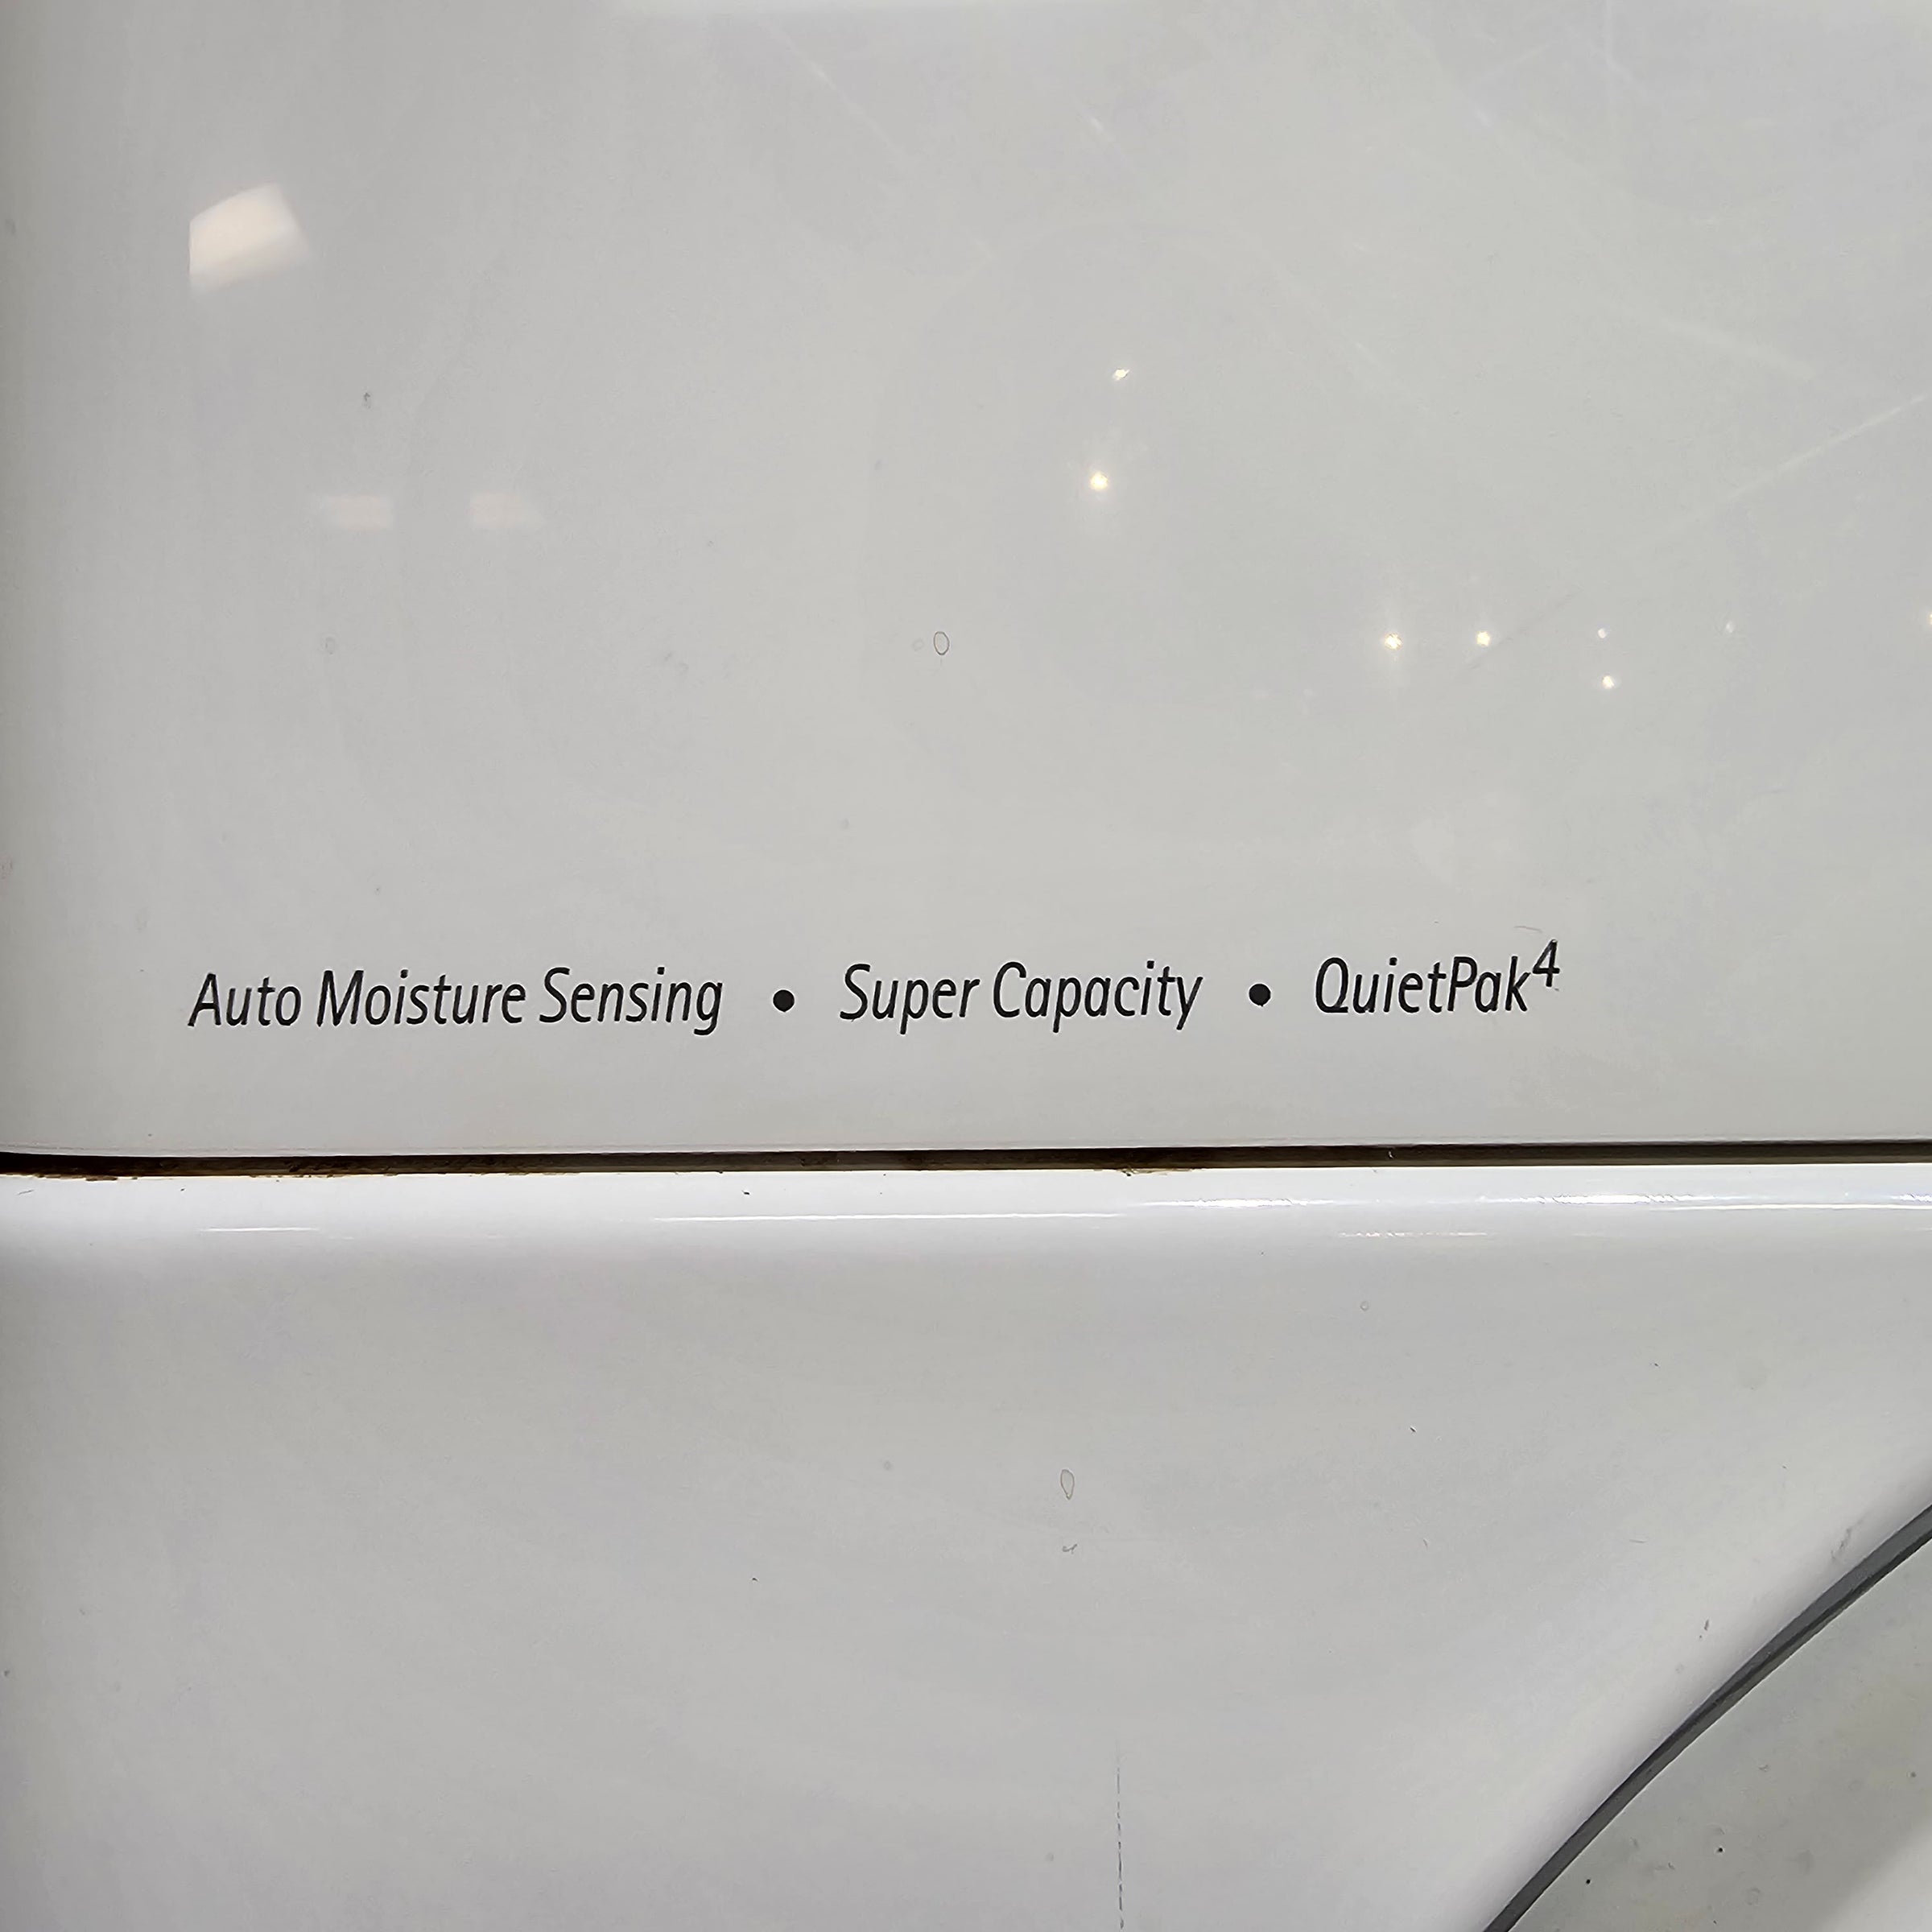 Auto Moisture Sensing • Super Capacity • QuietPak⁴